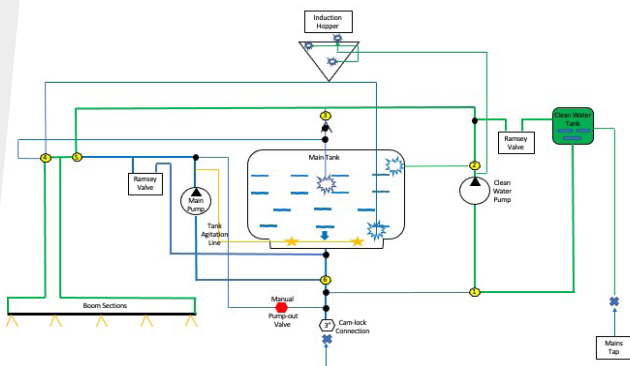 Induction
Hopper
3
Clean Water
Tank
Ramsey
Valve
4
5
Main Tank
2
Ramsey
Valve
Main
Pump
Clean
Water
Pump
Tank
Agitation
Line
6
1
Manual
Pump-out
Valve
Boom Sections
3"
Cam-lock
Connection
Mains
Tap